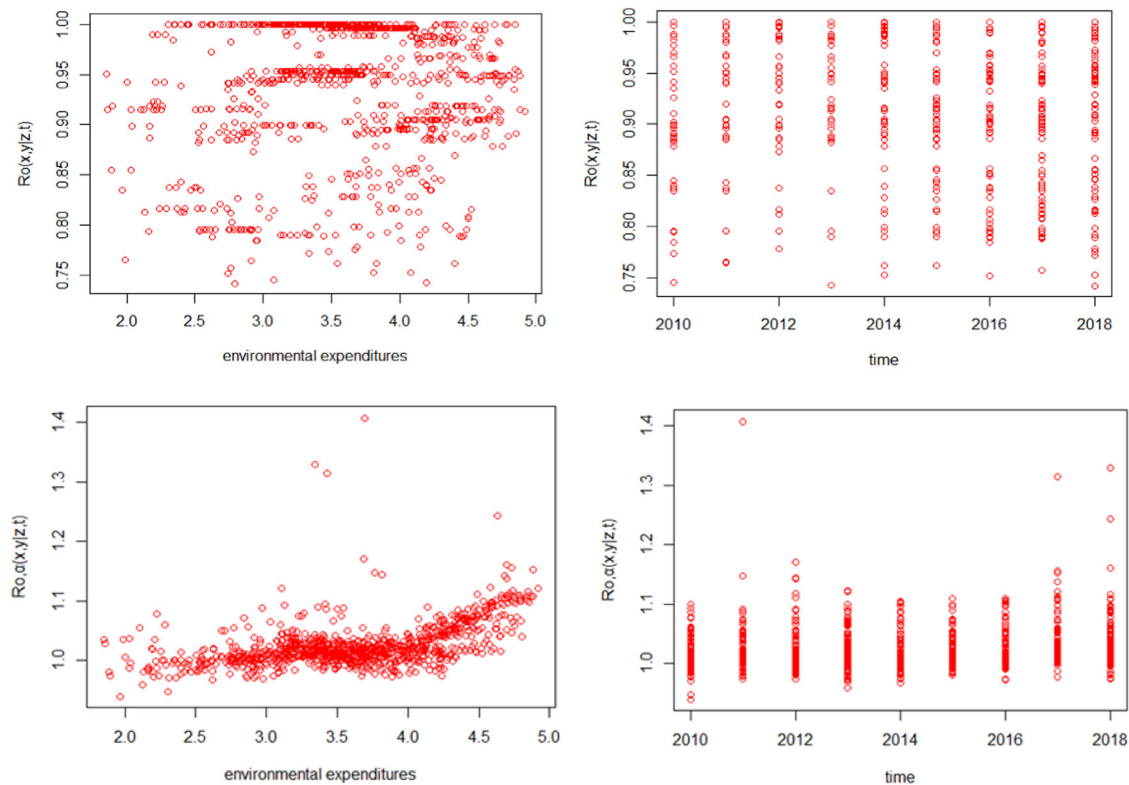 Ro(x,y|z,t)
1.00
0.95
0.90
0.85
0.80
0.75
2.0 2.5 3.0 3.5 4.0 4.5 5.0
environmental expenditures
Ro(x,y|z,t)
1.00
0.95
0.90
0.85
0.80
0.75
2010 2012 2014 2016 2018
time
Ro,α(x,y|z,t)
1.4
1.3
1.2
1.1
1.0
2.0 2.5 3.0 3.5 4.0 4.5 5.0
environmental expenditures
Ro,α(x,y|z,t)
1.4
1.3
1.2
1.1
1.0
2010 2012 2014 2016 2018
time